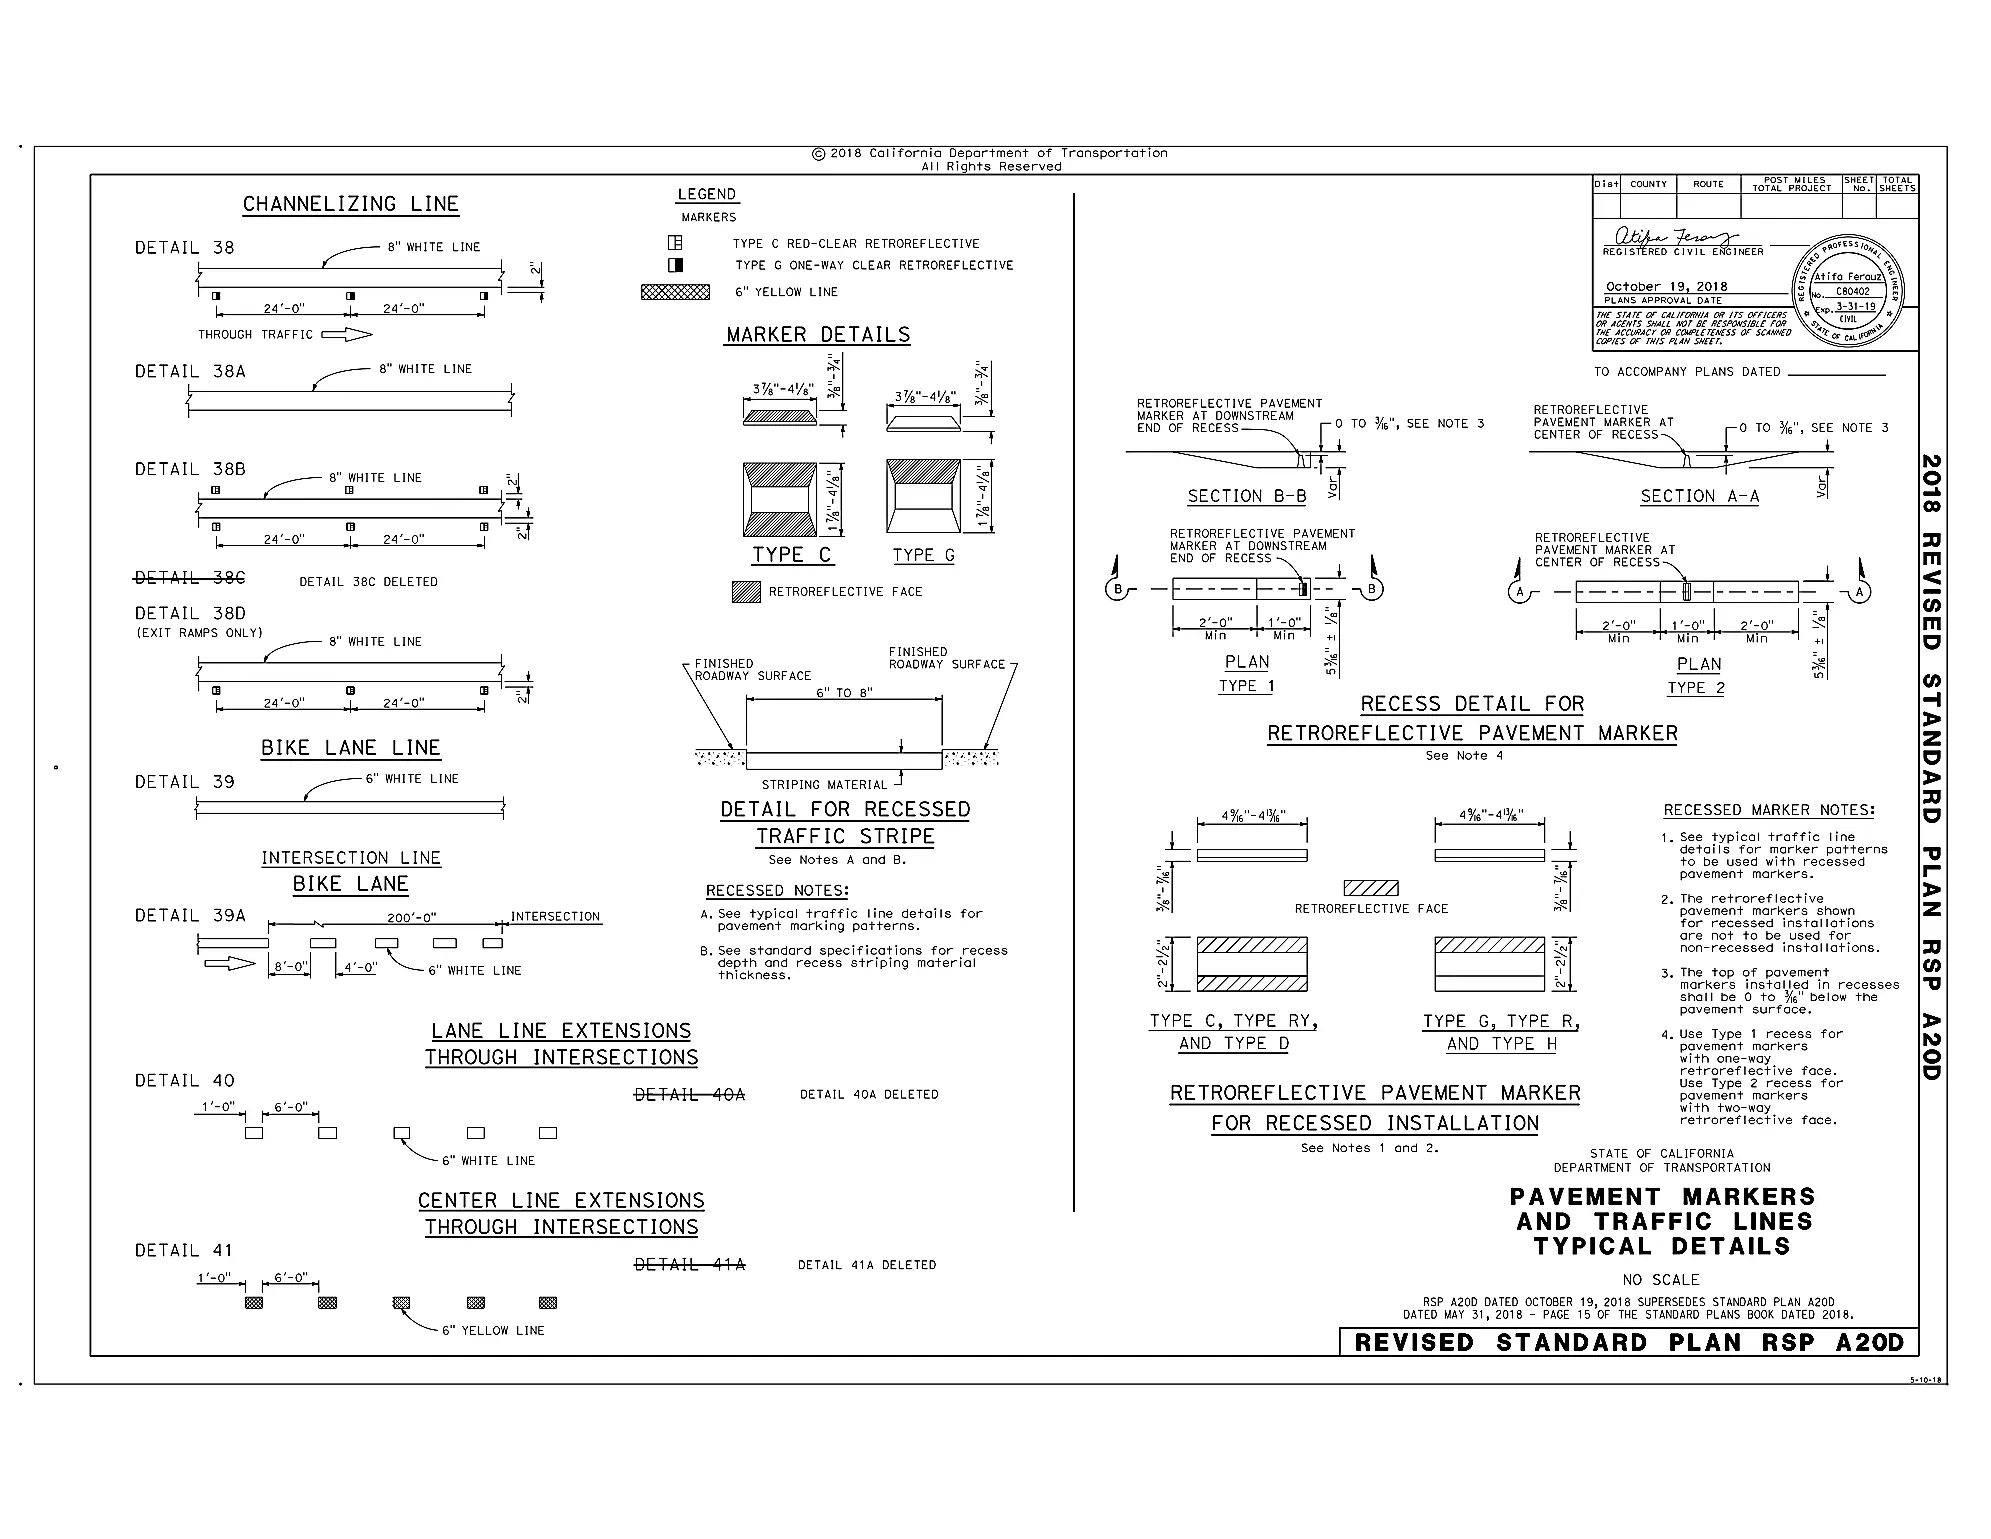 © 2018 California Department of Transportation
All Rights Reserved
CHANNELIZING LINE
DETAIL 38
8" WHITE LINE
2"
24'-0"
24'-0"
THROUGH TRAFFIC
DETAIL 38A
8" WHITE LINE
DETAIL 38B
8" WHITE LINE
2"
24'-0"
24'-0"
2"
DETAIL 38C
DETAIL 38C DELETED
DETAIL 38D
(EXIT RAMPS ONLY)
8" WHITE LINE
24'-0"
24'-0"
2"
BIKE LANE LINE
DETAIL 39
6" WHITE LINE
INTERSECTION LINE
BIKE LANE
DETAIL 39A
200'-0"
INTERSECTION
8'-0"
4'-0"
6" WHITE LINE
LANE LINE EXTENSIONS
THROUGH INTERSECTIONS
DETAIL 40
1'-0"
6'-0"
6" WHITE LINE
DETAIL 40A
DETAIL 40A DELETED
CENTER LINE EXTENSIONS
THROUGH INTERSECTIONS
DETAIL 41
1'-0"
6'-0"
6" YELLOW LINE
DETAIL 41A
DETAIL 41A DELETED
LEGEND
MARKERS
TYPE C RED-CLEAR RETROREFLECTIVE
TYPE G ONE-WAY CLEAR RETROREFLECTIVE
6" YELLOW LINE
MARKER DETAILS
3⅞"-4⅛"
⅜"-¾"
3⅞"-4⅛"
⅜"-¾"
1⅞"-4⅛"
1⅞"-4⅛"
TYPE C
TYPE G
RETROREFLECTIVE FACE
FINISHED
ROADWAY SURFACE
FINISHED
ROADWAY SURFACE
6" TO 8"
STRIPING MATERIAL
DETAIL FOR RECESSED
TRAFFIC STRIPE
See Notes A and B.
RECESSED NOTES:
A. See typical traffic line details for
pavement marking patterns.
B. See standard specifications for recess
depth and recess striping material
thickness.
RETROREFLECTIVE PAVEMENT
MARKER AT DOWNSTREAM
END OF RECESS
0 TO 3/16", SEE NOTE 3
Var
SECTION B-B
RETROREFLECTIVE
PAVEMENT MARKER AT
CENTER OF RECESS
0 TO 3/16", SEE NOTE 3
Var
SECTION A-A
RETROREFLECTIVE PAVEMENT
MARKER AT DOWNSTREAM
END OF RECESS
B
B
2'-0"
Min
1'-0"
Min
5 3/16" ± 1/8"
PLAN
TYPE 1
RETROREFLECTIVE
PAVEMENT MARKER AT
CENTER OF RECESS
A
A
2'-0"
Min
1'-0"
Min
2'-0"
Min
5 3/16" ± 1/8"
PLAN
TYPE 2
RECESS DETAIL FOR
RETROREFLECTIVE PAVEMENT MARKER
See Note 4
4 9/16"-4 13/16"
4 9/16"-4 13/16"
3/8"-7/16"
3/8"-7/16"
RETROREFLECTIVE FACE
2"-2 1/2"
2"-2 1/2"
TYPE C, TYPE RY,
AND TYPE D
TYPE G, TYPE R,
AND TYPE H
RETROREFLECTIVE PAVEMENT MARKER
FOR RECESSED INSTALLATION
See Notes 1 and 2.
RECESSED MARKER NOTES:
1. See typical traffic line
details for marker patterns
to be used with recessed
pavement markers.
2. The retroreflective
pavement markers shown
for recessed installations
are not to be used for
non-recessed installations.
3. The top of pavement
markers installed in recesses
shall be 0 to 3/16" below the
pavement surface.
4. Use Type 1 recess for
pavement markers
with one-way
retroreflective face.
Use Type 2 recess for
pavement markers
with two-way
retroreflective face.
Dist COUNTY ROUTE POST MILES TOTAL PROJECT SHEET No. TOTAL SHEETS
Atifa Ferauz
REGISTERED CIVIL ENGINEER
October 19, 2018
PLANS APPROVAL DATE
THE STATE OF CALIFORNIA OR ITS OFFICERS
OR AGENTS SHALL NOT BE RESPONSIBLE FOR
THE ACCURACY OR COMPLETENESS OF SCANNED
COPIES OF THIS PLAN SHEET.
REGISTERED PROFESSIONAL ENGINEER
Atifa Ferauz
No. C80402
Exp. 3-31-19
CIVIL
STATE OF CALIFORNIA
TO ACCOMPANY PLANS DATED
STATE OF CALIFORNIA
DEPARTMENT OF TRANSPORTATION
PAVEMENT MARKERS
AND TRAFFIC LINES
TYPICAL DETAILS
NO SCALE
RSP A20D DATED OCTOBER 19, 2018 SUPERSEDES STANDARD PLAN A20D
DATED MAY 31, 2018 - PAGE 15 OF THE STANDARD PLANS BOOK DATED 2018.
REVISED STANDARD PLAN RSP A20D
2018 REVISED STANDARD PLAN RSP A20D
5-10-18